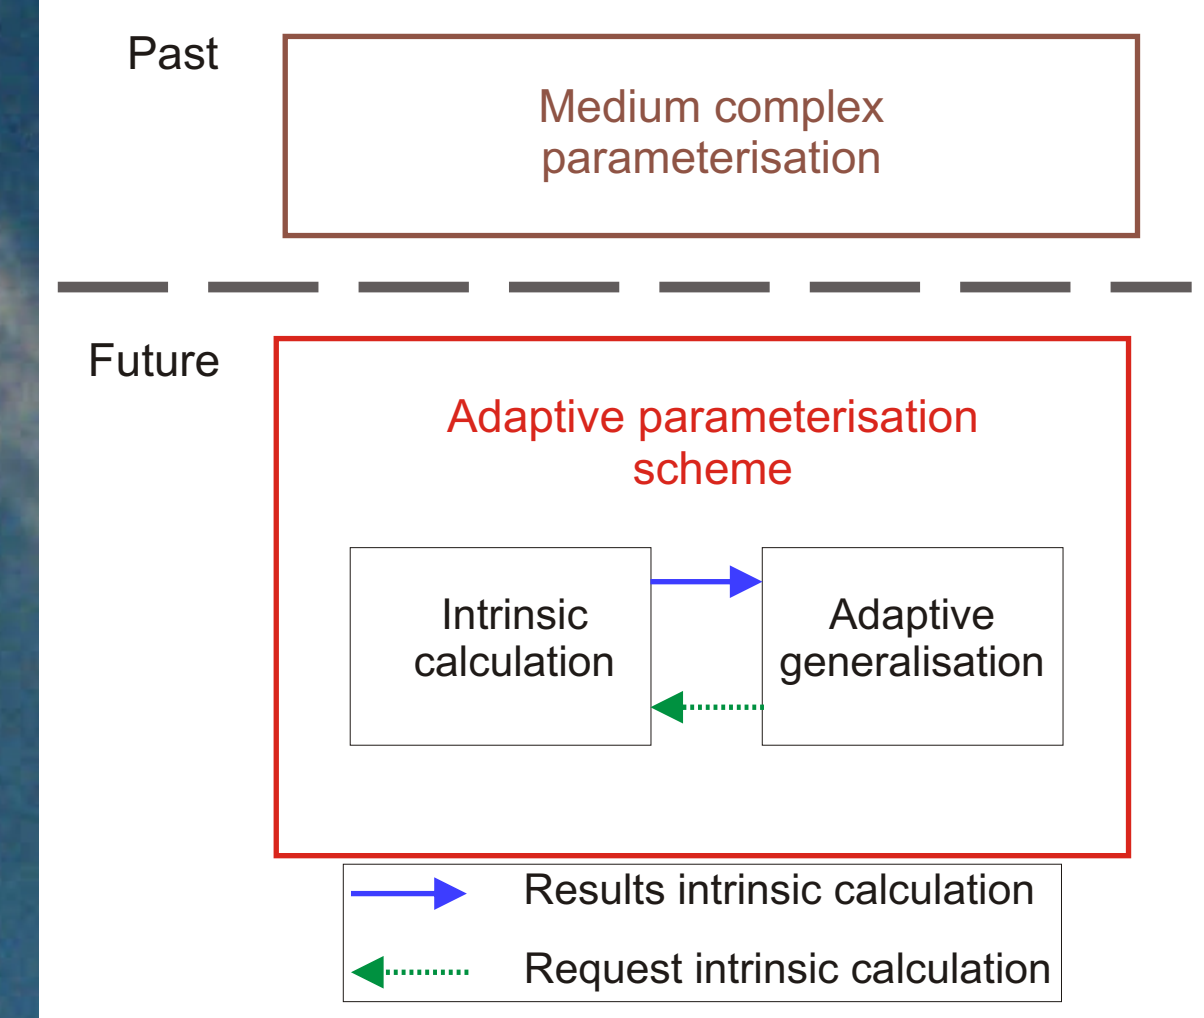 Past
Medium complex
parameterisation
Future
Adaptive parameterisation
scheme
Intrinsic
calculation
Adaptive
generalisation
Results intrinsic calculation
Request intrinsic calculation